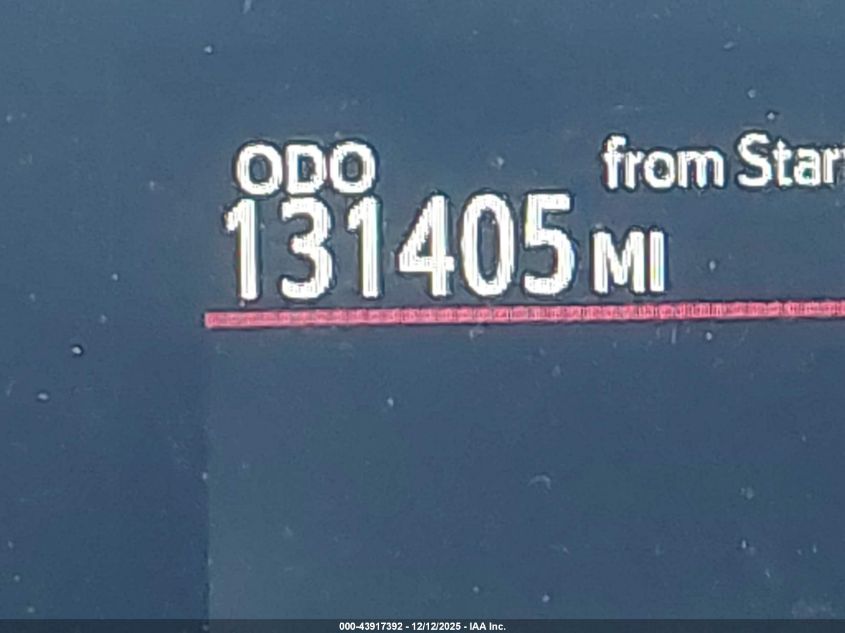 ODO
from Star
131405 MI
000-43917392 - 12/12/2025 - IAA Inc.